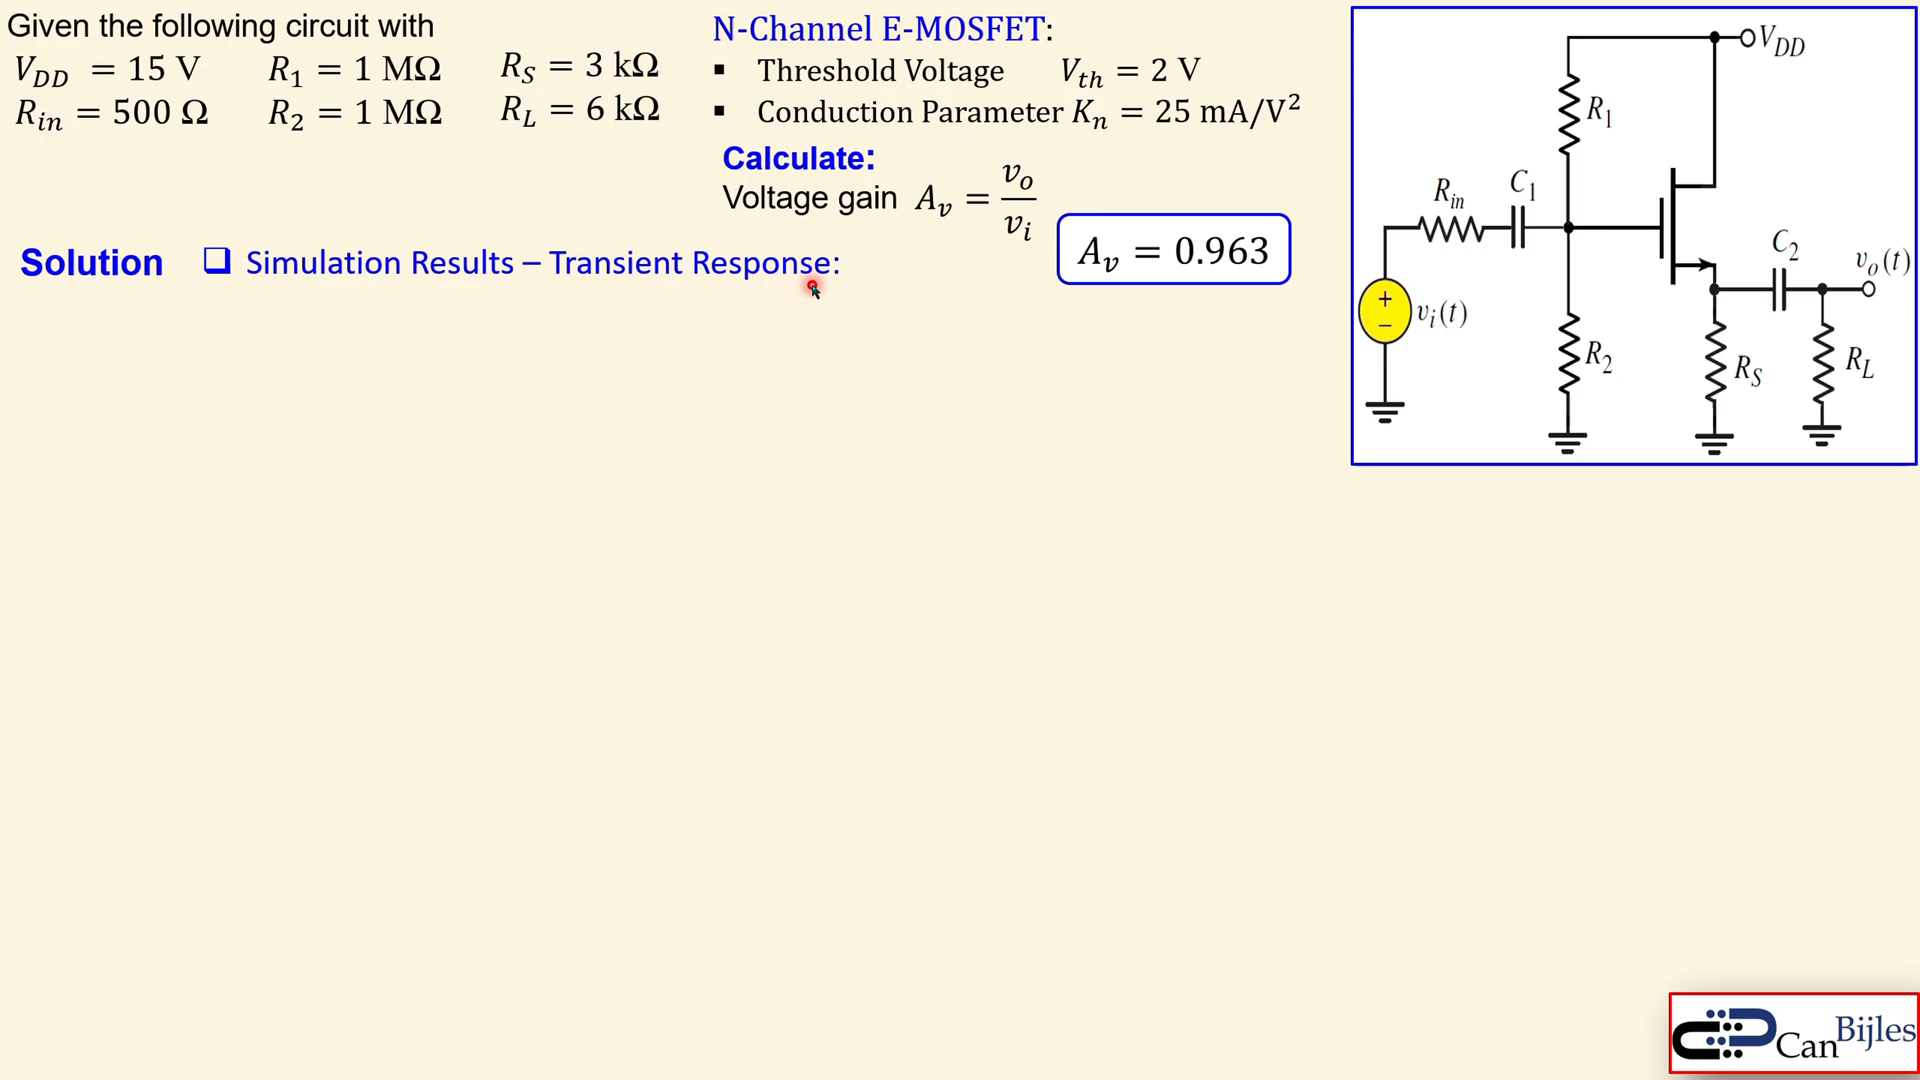 Given the following circuit with
V_DD = 15 V R_1 = 1 MΩ R_S = 3 kΩ
R_in = 500 Ω R_2 = 1 MΩ R_L = 6 kΩ
N-Channel E-MOSFET:
▪ Threshold Voltage V_th = 2 V
▪ Conduction Parameter K_n = 25 mA/V²
Calculate:
Voltage gain A_v = v_o / v_i
A_v = 0.963
Solution ❑ Simulation Results – Transient Response:
V_DD
R_1
R_in C_1
C_2 v_o(t)
+
− v_i(t)
R_2 R_S R_L
Can Bijles